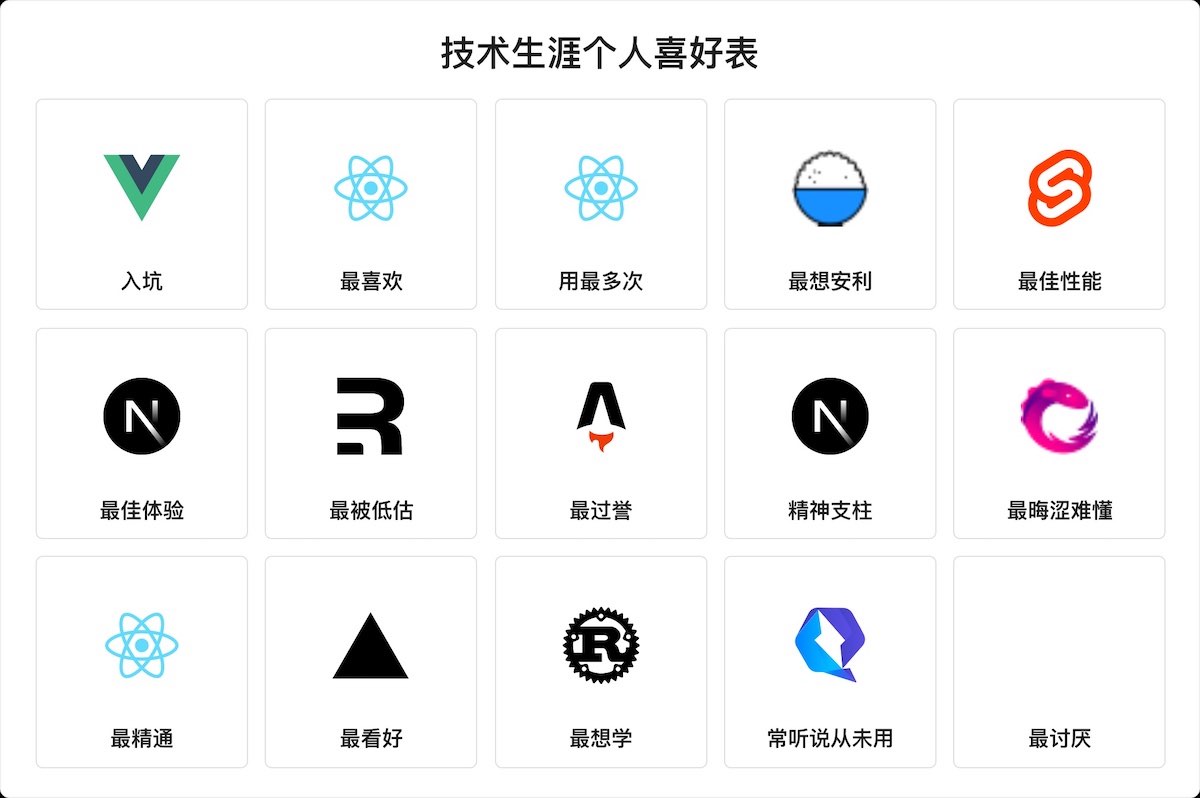 技术生涯个人喜好表
入坑
最喜欢
用最多次
最想安利
最佳性能
最佳体验
最被低估
最过誉
精神支柱
最晦涩难懂
最精通
最看好
最想学
常听说从未用
最讨厌